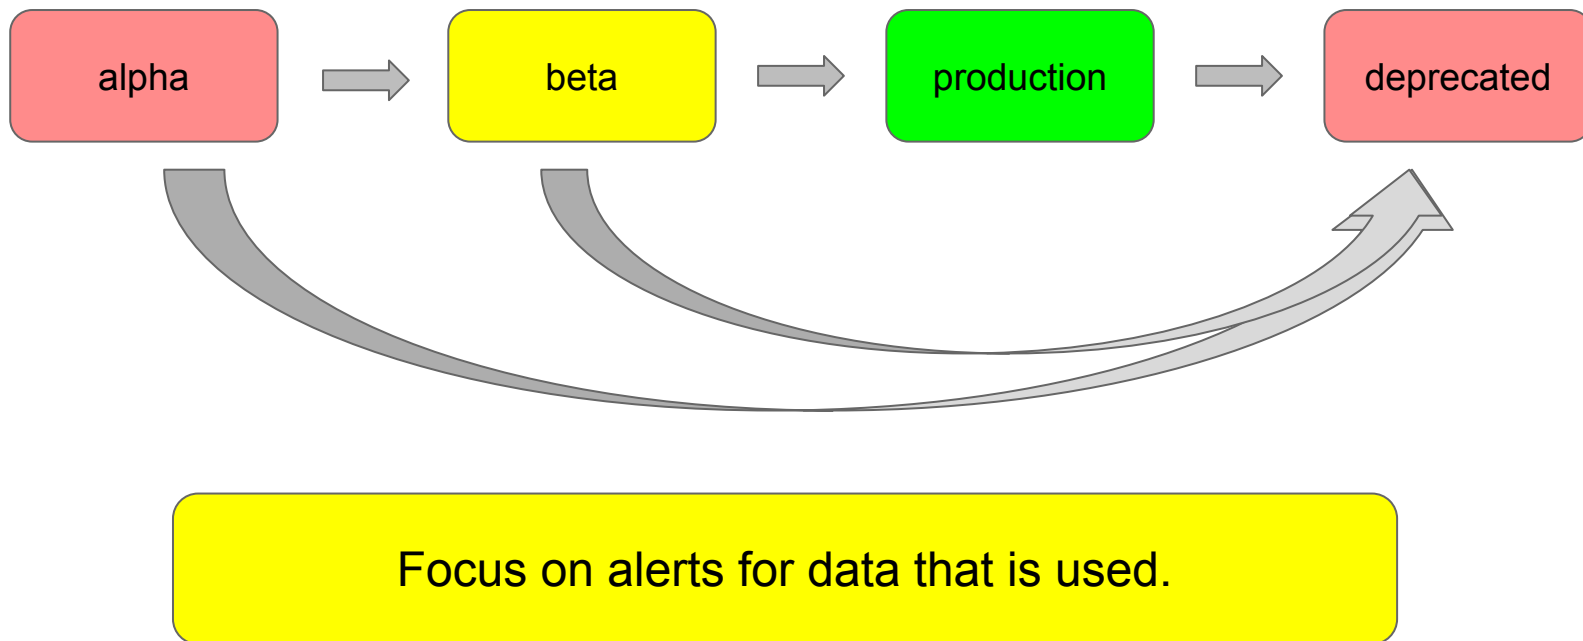 alpha
beta
production
deprecated
Focus on alerts for data that is used.